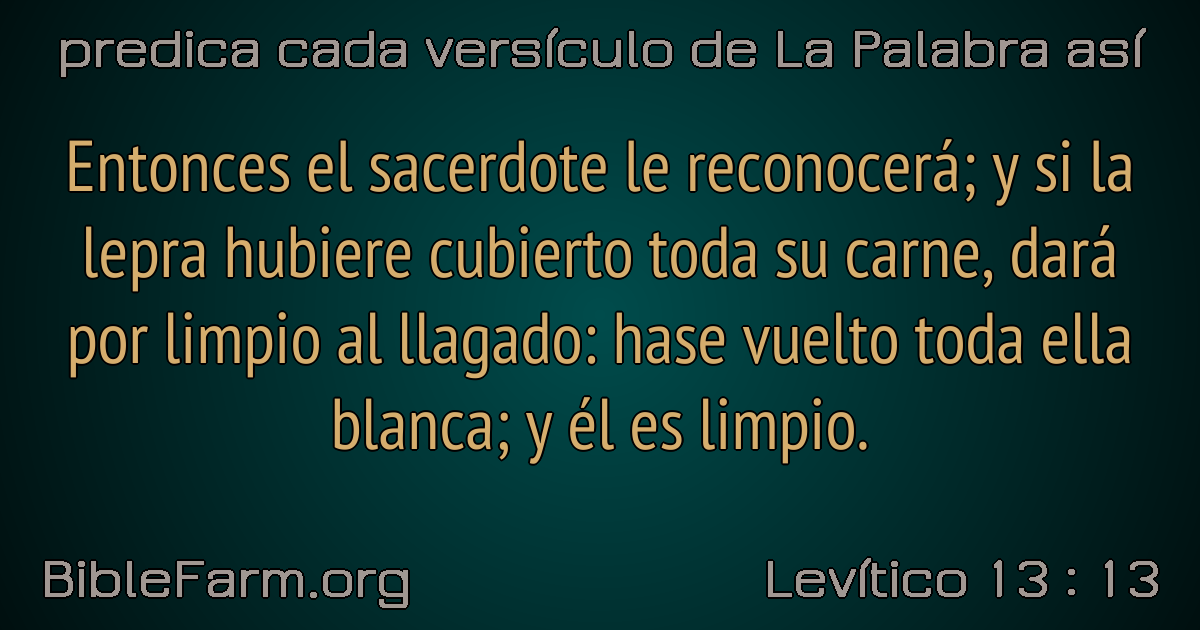 predica cada versículo de La Palabra así
Entonces el sacerdote le reconocerá; y si la
lepra hubiere cubierto toda su carne, dará
por limpio al llagado: hase vuelto toda ella
blanca; y él es limpio.
BibleFarm.org
Levítico 13 : 13